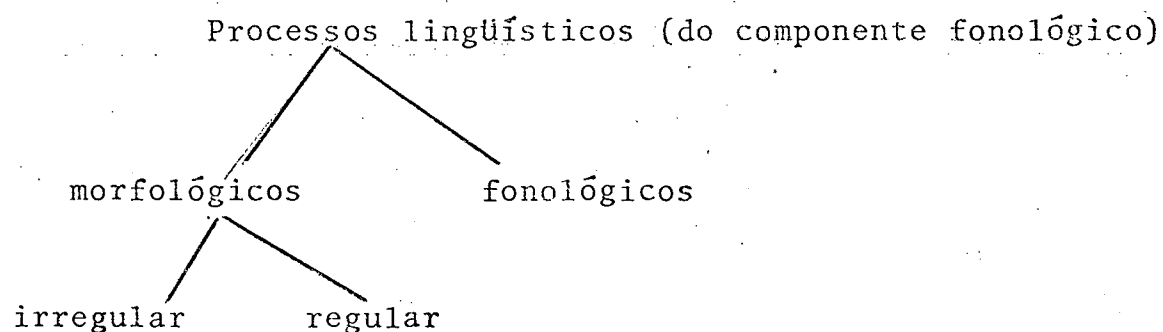 Processos lingüísticos (do componente fonológico)
morfológicos fonológicos
irregular regular